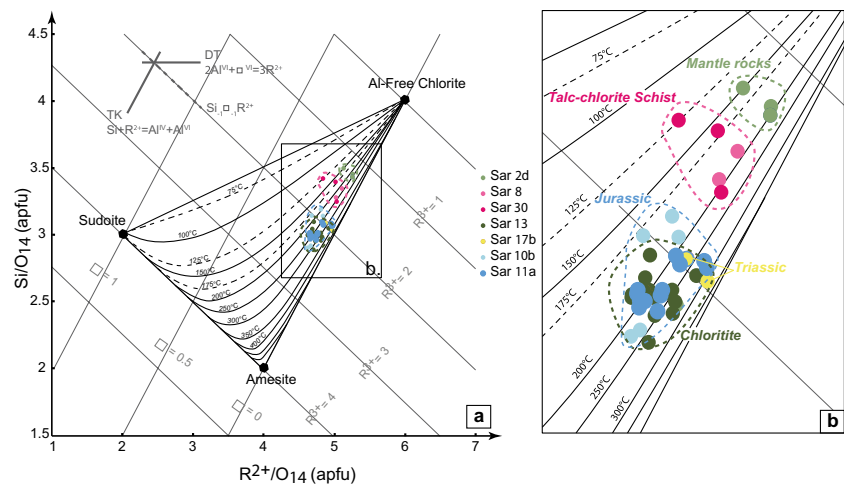 4.5
4
3.5
3
2.5
2
1.5
Si/O14 (apfu)
1
2
3
4
5
6
7
R2+/O14 (apfu)
DT
2AlVI+□VI=3R2+
TK
Si+R2+=AlIV+AlVI
Si-1□-1R2+
Al-Free Chlorite
Sudoite
Amesite
75°C
100°C
125°C
150°C
175°C
200°C
250°C
300°C
350°C
400°C
□ = 1
□ = 0.5
□ = 0
R3+= 1
R3+= 2
R3+= 3
R3+= 4
b.
a
Sar 2d
Sar 8
Sar 30
Sar 13
Sar 17b
Sar 10b
Sar 11a
75°C
100°C
125°C
150°C
175°C
200°C
250°C
300°C
Mantle rocks
Talc-chlorite Schist
Jurassic
Triassic
Chloritite
b